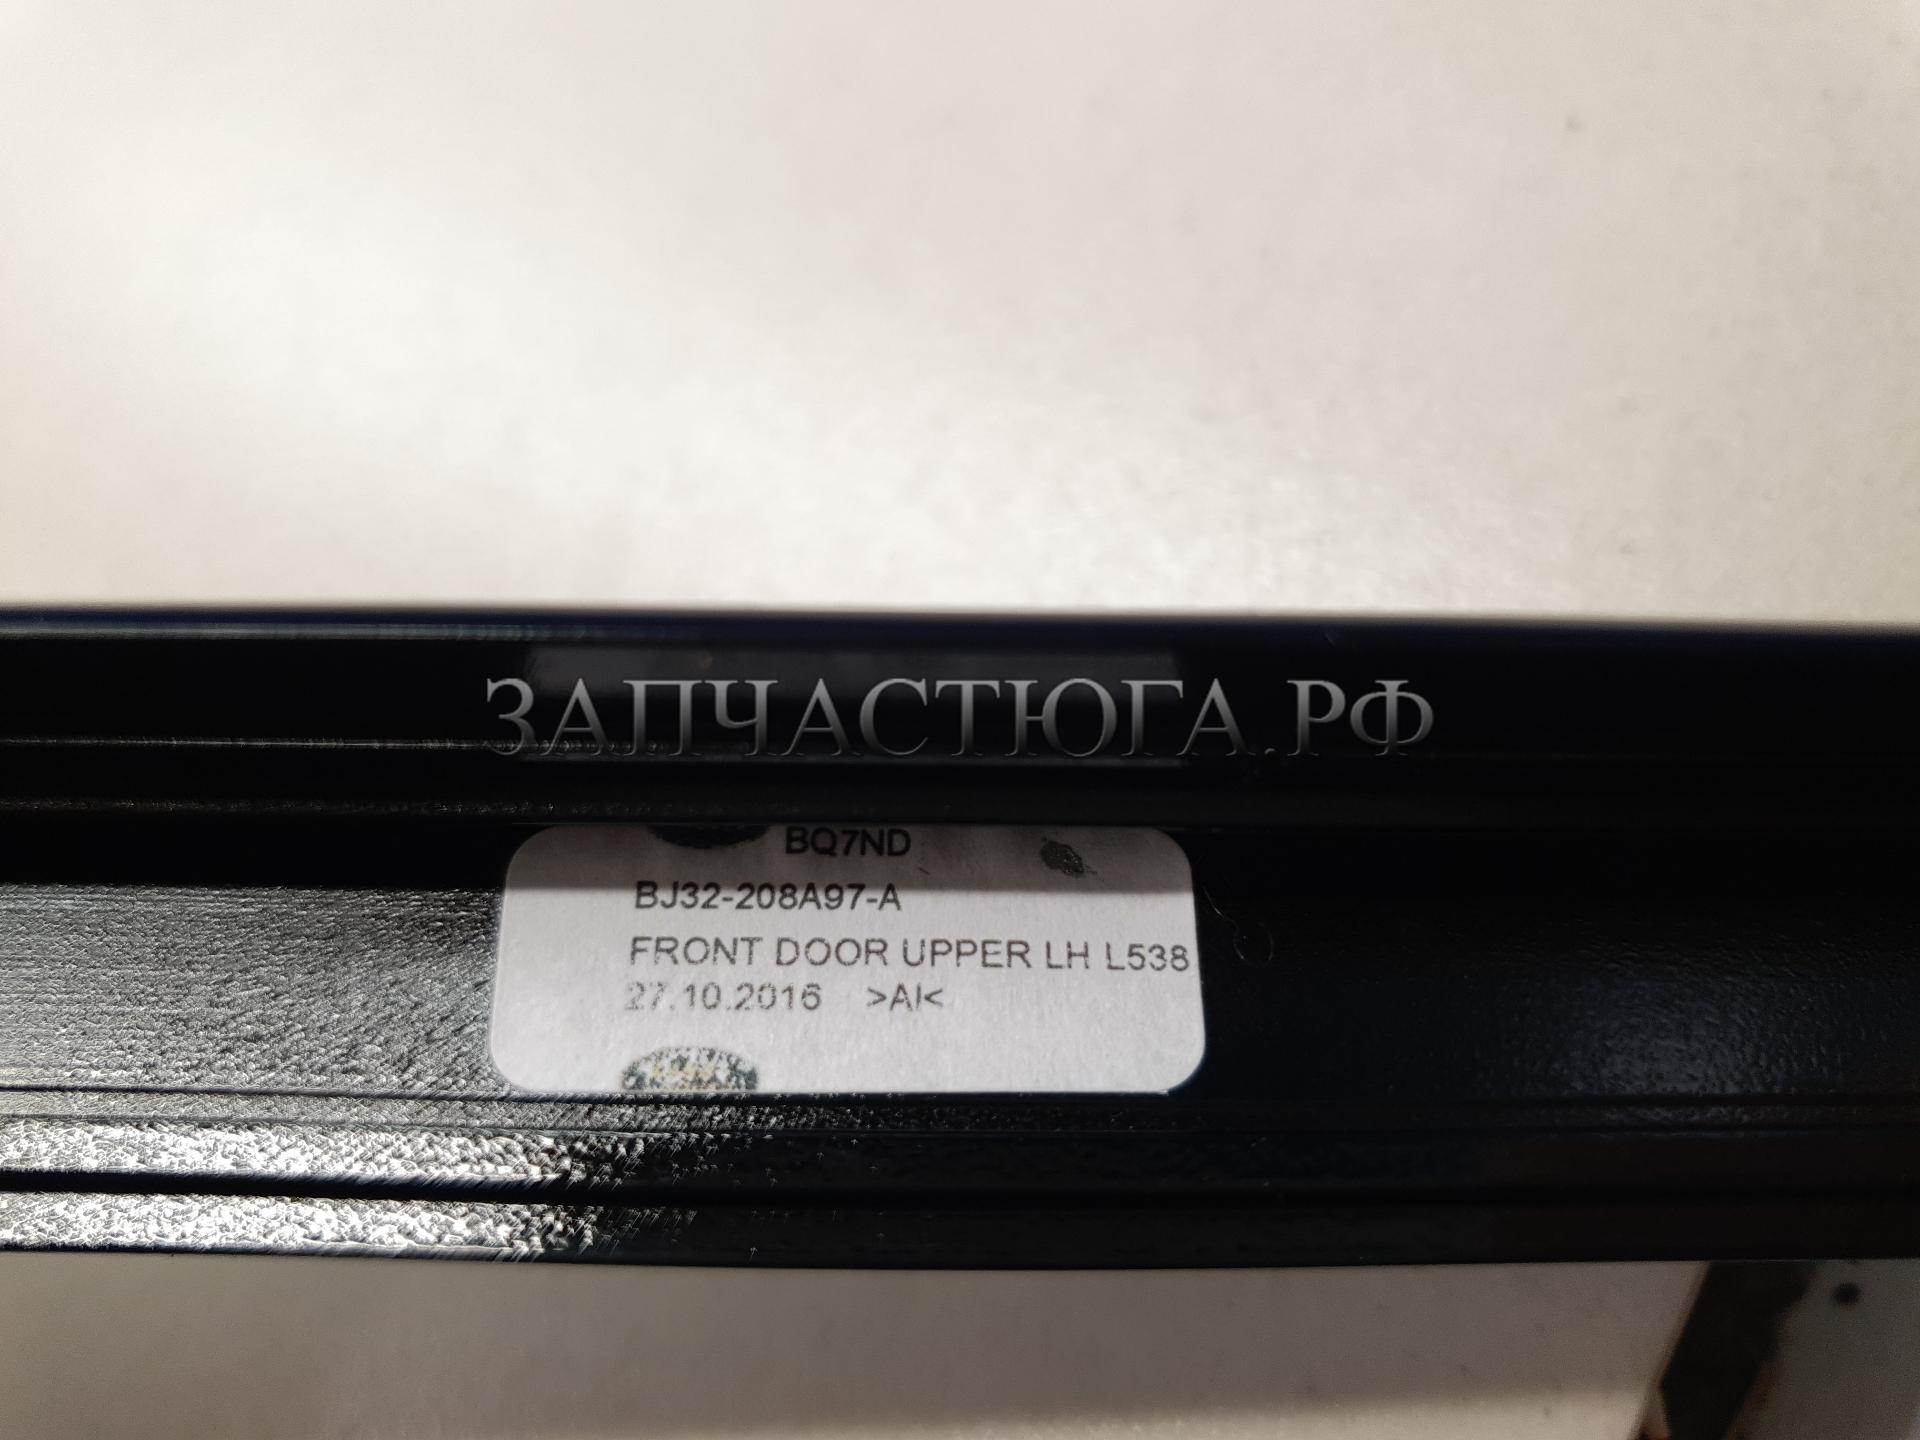 ЗАПЧАСТЮГА.РФ
BQ7ND
BJ32-208A97-A
FRONT DOOR UPPER LH L538
27.10.2016 >AI<